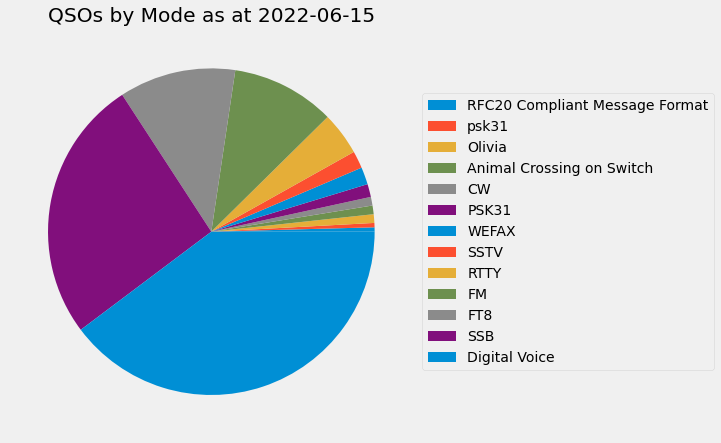 QSOs by Mode as at 2022-06-15
RFC20 Compliant Message Format
psk31
Olivia
Animal Crossing on Switch
CW
PSK31
WEFAX
SSTV
RTTY
FM
FT8
SSB
Digital Voice